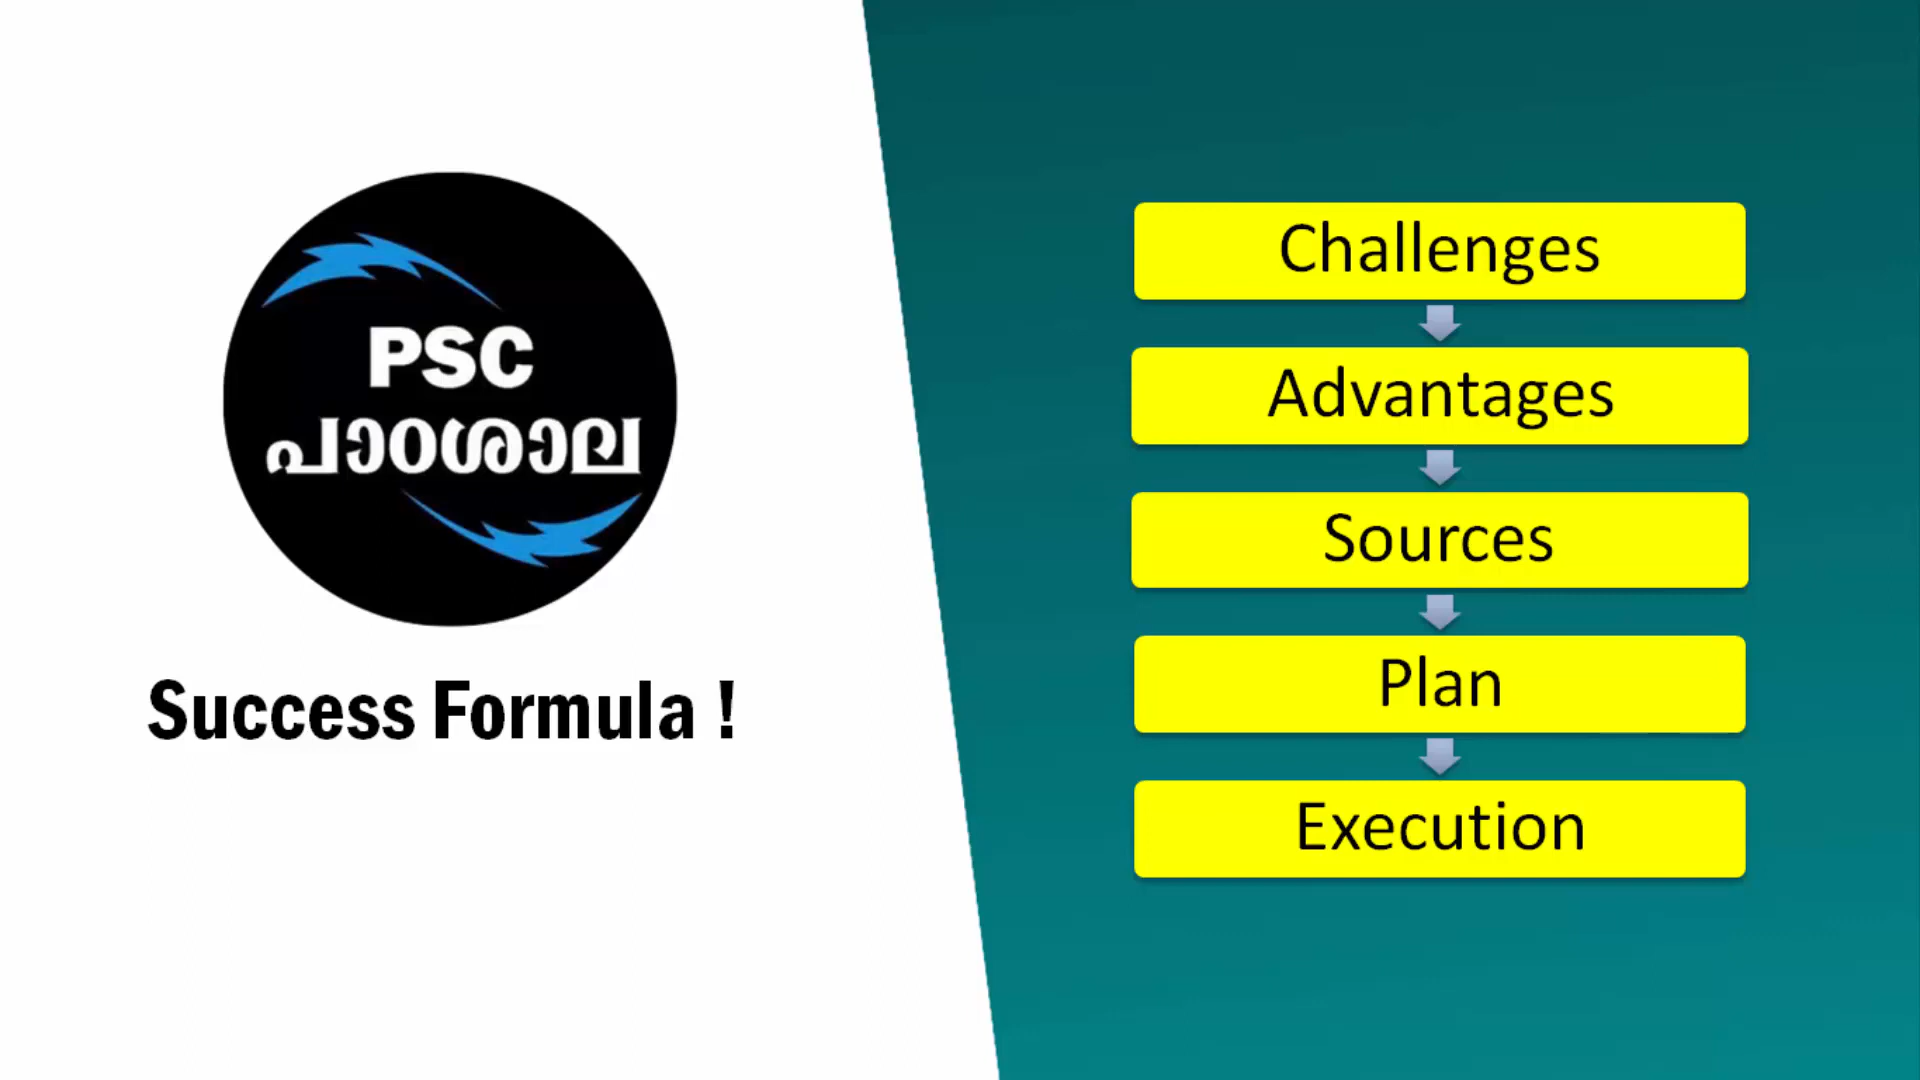 PSC
പാഠശാല
Success Formula !
Challenges
Advantages
Sources
Plan
Execution